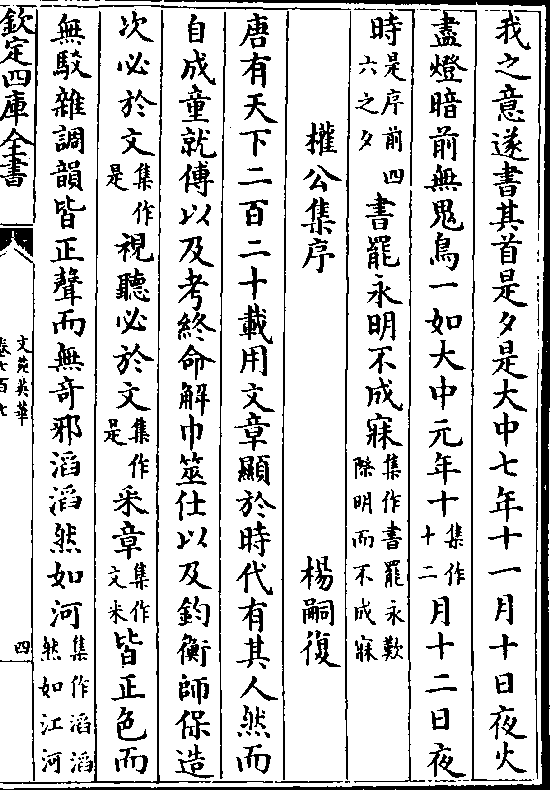 我之意遂書其首是夕是大中七年十一月十日夜火
盡燈暗前無鬼鳥一如大中元年十集作十二月十二日夜
時是序前四六之夕書罷永明不成寐集作書罷永歎際明而不成寐
權公集序 楊嗣復
唐有天下二百二十載用文章顯於時代有其人然而
自成童就傅以及考終命解巾筮仕以及鈞衡師保造
次必於文集作是視聽必於文集作是采章集作文采皆正色而
無駁雜調韻皆正聲而無奇邪滔滔然如河集作滔滔然如江河
欽定四庫全書
文苑英華
四